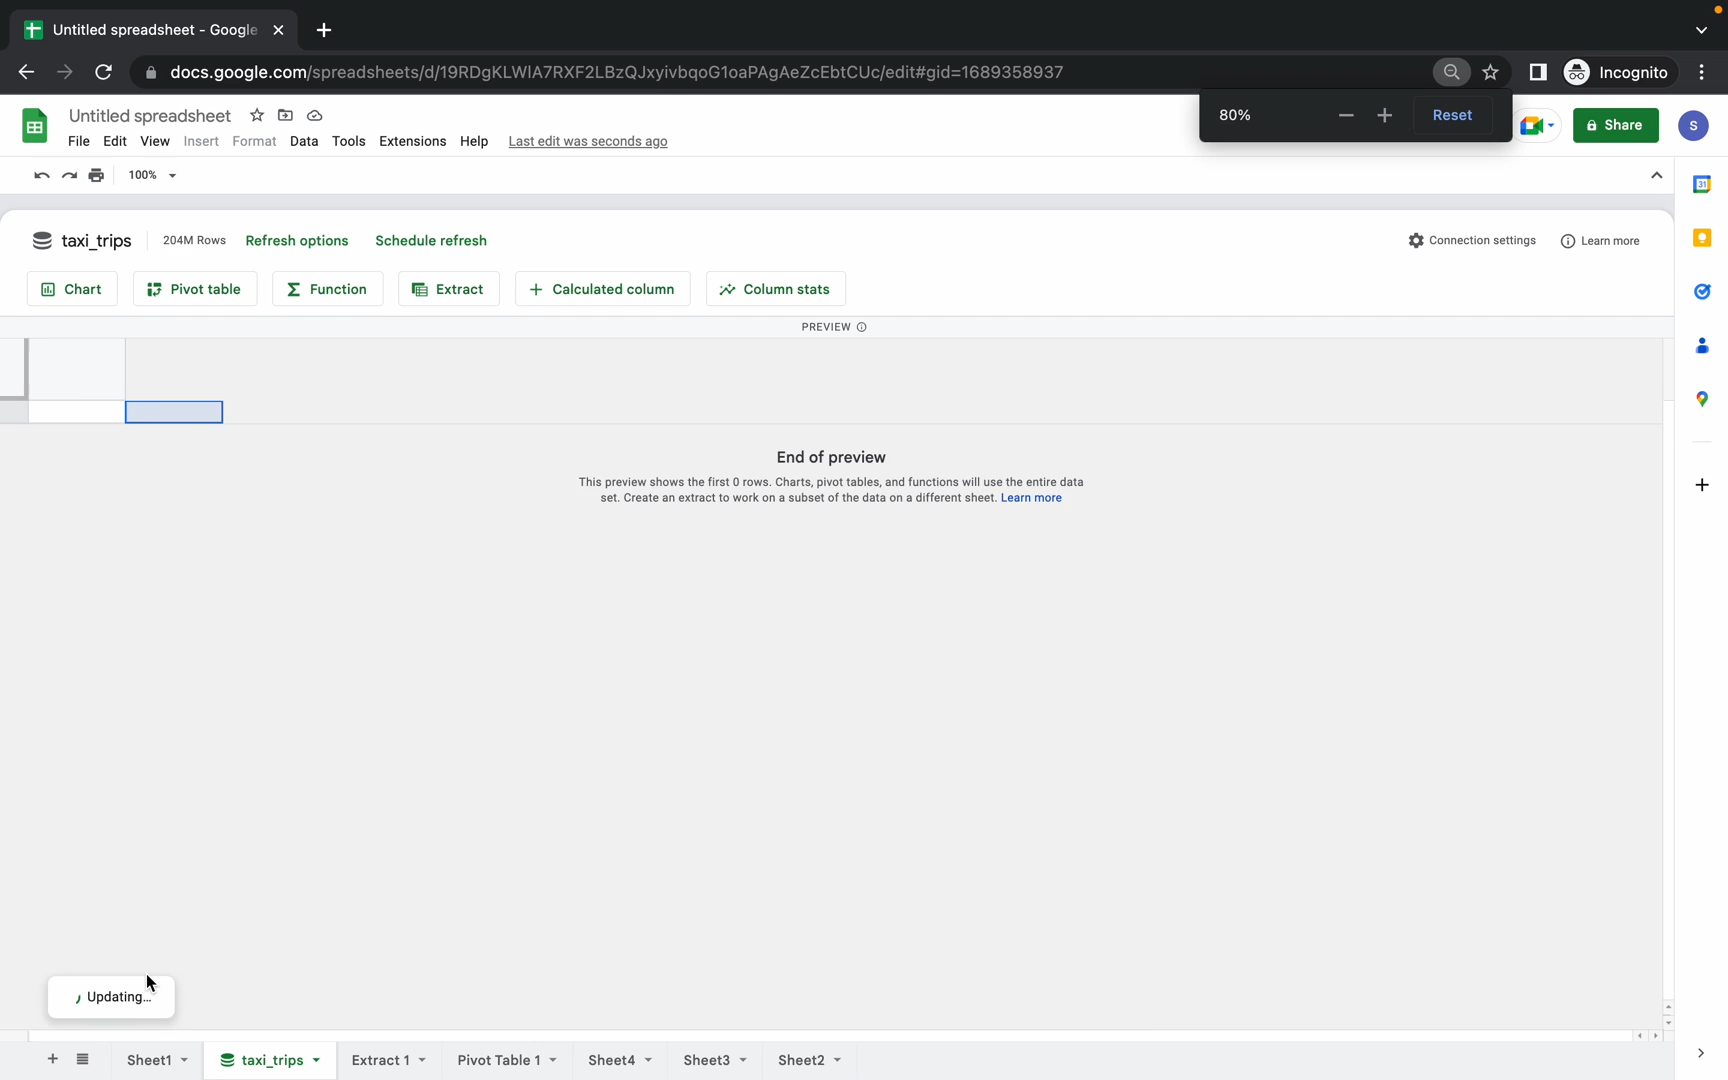 Untitled spreadsheet - Google
docs.google.com/spreadsheets/d/19RDgKLWIA7RXF2LBzQJxyivbqoG1oaPAgAeZcEbtCUc/edit#gid=1689358937
Incognito
80%
Reset
Untitled spreadsheet
File Edit View Insert Format Data Tools Extensions Help Last edit was seconds ago
Share
S
100%
31
taxi_trips 204M Rows Refresh options Schedule refresh Connection settings Learn more
Chart Pivot table Function Extract Calculated column Column stats
PREVIEW
End of preview
This preview shows the first 0 rows. Charts, pivot tables, and functions will use the entire data
set. Create an extract to work on a subset of the data on a different sheet. Learn more
Updating...
Sheet1 taxi_trips Extract 1 Pivot Table 1 Sheet4 Sheet3 Sheet2